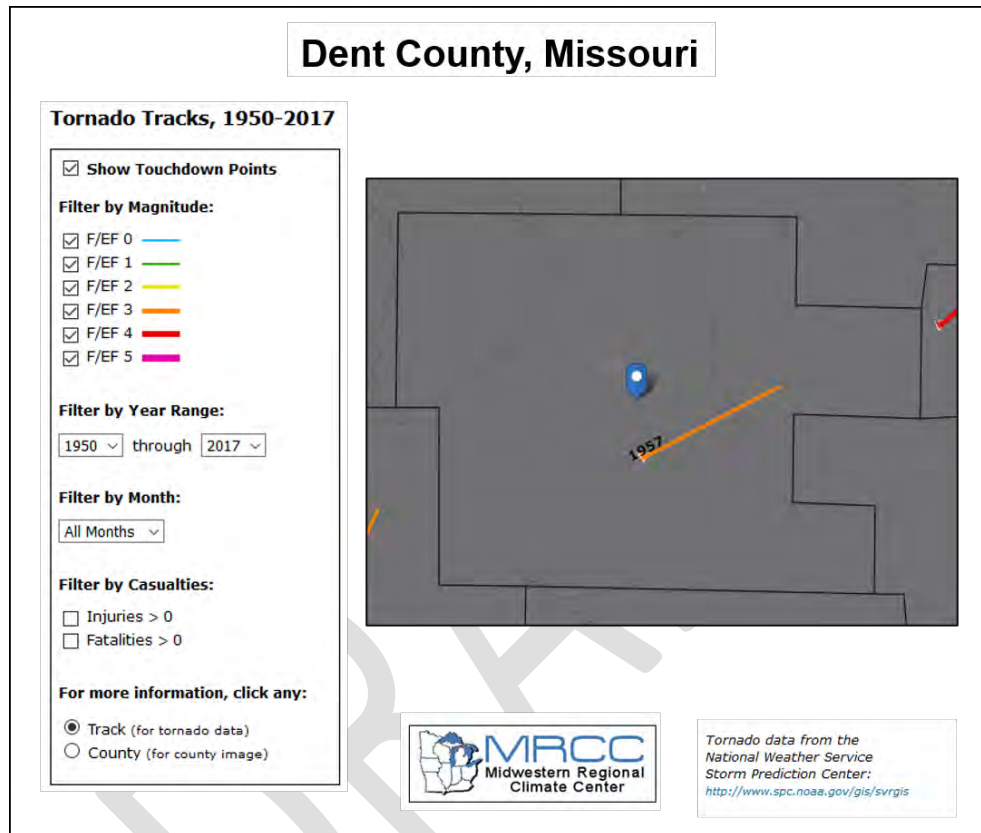 Dent County, Missouri
Tornado Tracks, 1950-2017
Show Touchdown Points
Filter by Magnitude:
F/EF 0
F/EF 1
F/EF 2
F/EF 3
F/EF 4
F/EF 5
Filter by Year Range:
1950 through 2017
Filter by Month:
All Months
Filter by Casualties:
Injuries > 0
Fatalities > 0
For more information, click any:
Track (for tornado data)
County (for county image)
1957
MRCC
Midwestern Regional
Climate Center
Tornado data from the
National Weather Service
Storm Prediction Center:
http://www.spc.noaa.gov/gis/svrgis
DRAFT